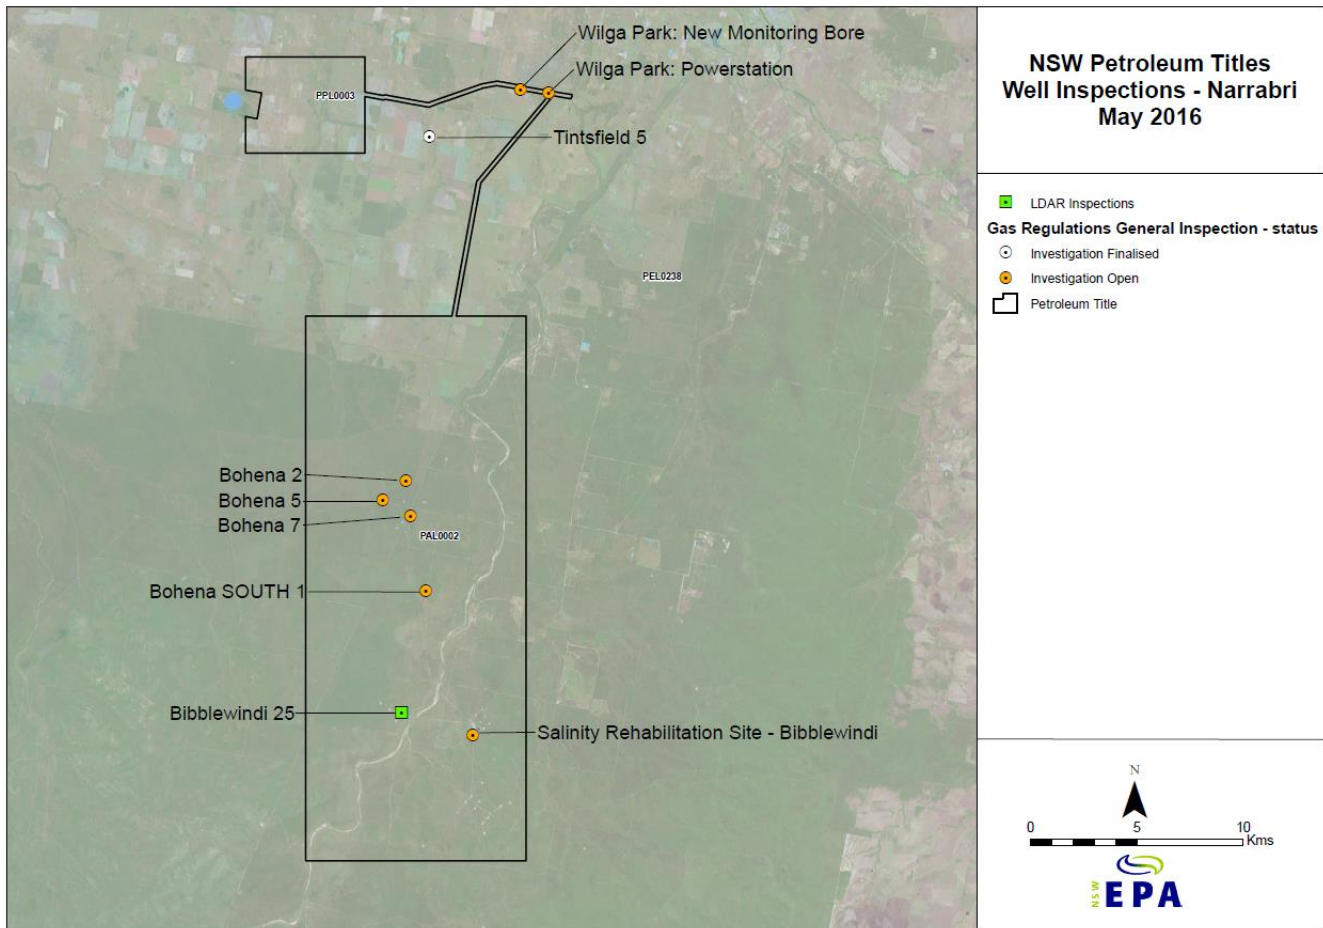 Wilga Park: New Monitoring Bore
Wilga Park: Powerstation
PPL0003
Tintsfield 5
PEL0238
Bohena 2
Bohena 5
Bohena 7
PAL0002
Bohena SOUTH 1
Bibblewindi 25
Salinity Rehabilitation Site - Bibblewindi
NSW Petroleum Titles
Well Inspections - Narrabri
May 2016
LDAR Inspections
Gas Regulations General Inspection - status
Investigation Finalised
Investigation Open
Petroleum Title
N
0 5 10
Kms
NSW EPA